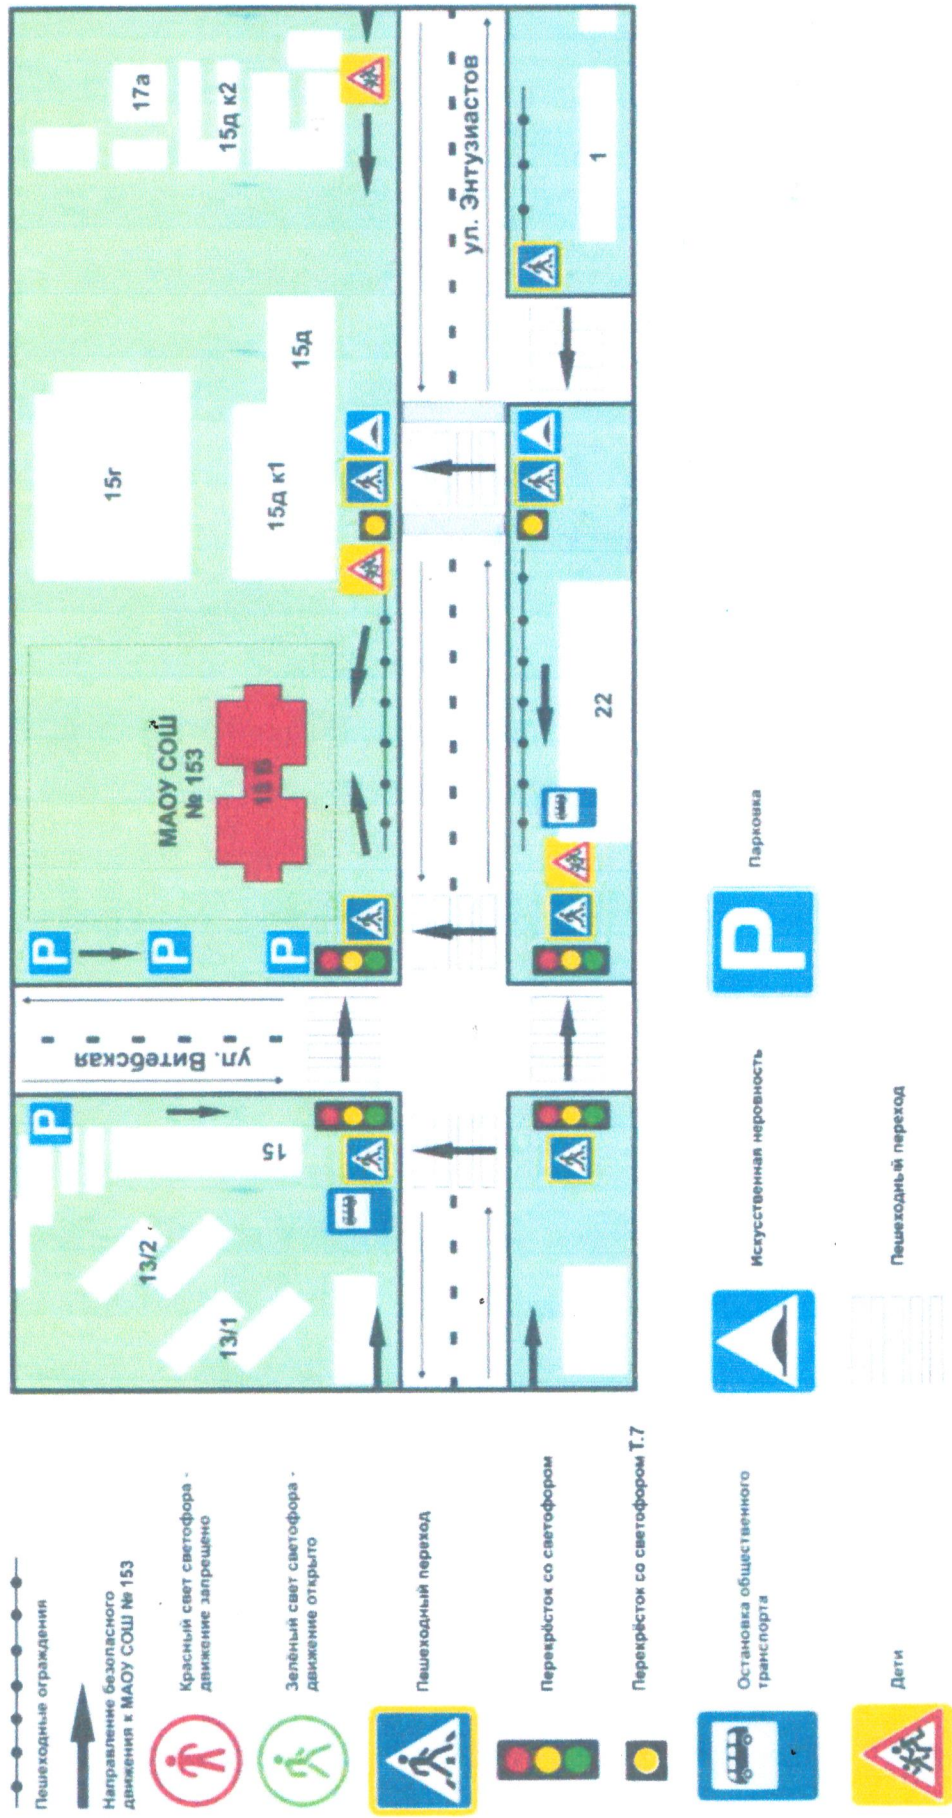 17а
15д к2
15г
15д
15д к1
ул. Энтузиастов
1
МАОУ СОШ
№ 153
22
P
P
P
ул. Витебская
P
15
13/2
13/1
Пешеходные ограждения
Направление безопасного
движения к МАОУ СОШ № 153
Красный свет светофора -
движение запрещено
Зелёный свет светофора -
движение открыто
Пешеходный переход
Перекрёсток со светофором
Перекрёсток со светофором Т.7
Остановка общественного
транспорта
Дети
Искусственная неровность
Пешеходный переход
P
Парковка